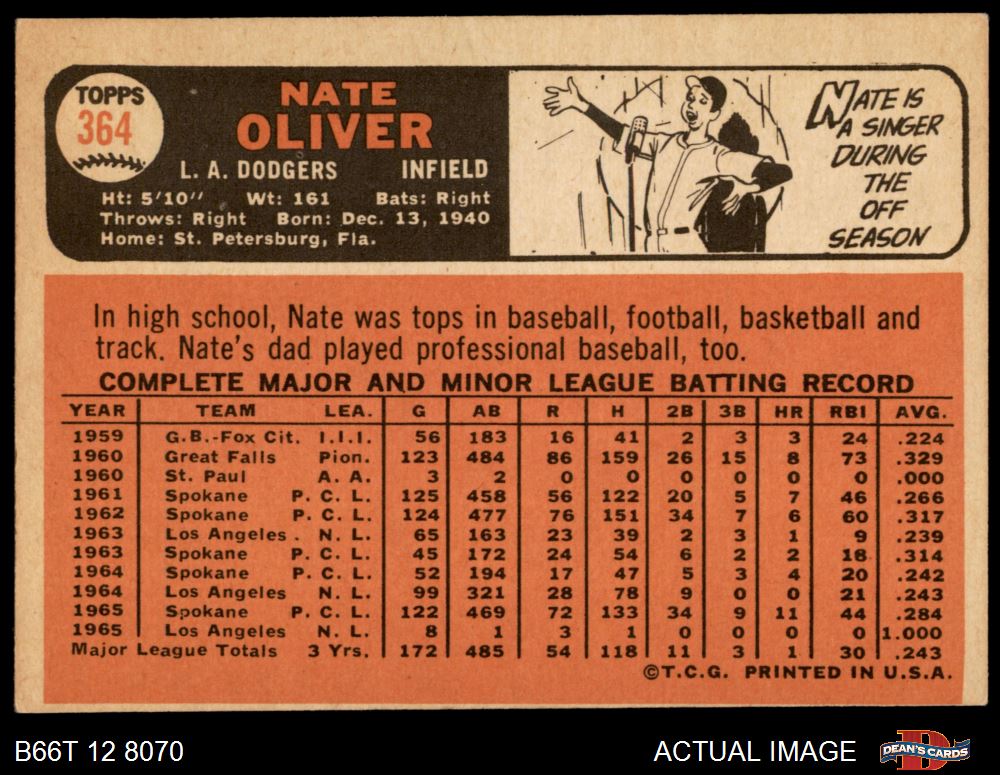 TOPPS
364
NATE
OLIVER
L. A. DODGERS INFIELD
Ht: 5'10" Wt: 161 Bats: Right
Throws: Right Born: Dec. 13, 1940
Home: St. Petersburg, Fla.
NATE IS
A SINGER
DURING
THE
OFF
SEASON
In high school, Nate was tops in baseball, football, basketball and
track. Nate's dad played professional baseball, too.
COMPLETE MAJOR AND MINOR LEAGUE BATTING RECORD
YEAR TEAM LEA. G AB R H 2B 3B HR RBI AVG.
1959 G.B.-Fox Cit. I.I.I. 56 183 16 41 2 3 3 24 .224
1960 Great Falls Pion. 123 484 86 159 26 15 8 73 .329
1960 St. Paul A. A. 3 2 0 0 0 0 0 0 .000
1961 Spokane P. C. L. 125 458 56 122 20 5 7 46 .266
1962 Spokane P. C. L. 124 477 76 151 34 7 6 60 .317
1963 Los Angeles . N. L. 65 163 23 39 2 3 1 9 .239
1963 Spokane P. C. L. 45 172 24 54 6 2 2 18 .314
1964 Spokane P. C. L. 52 194 17 47 5 3 4 20 .242
1964 Los Angeles N. L. 99 321 28 78 9 0 0 21 .243
1965 Spokane P. C. L. 122 469 72 133 34 9 11 44 .284
1965 Los Angeles N. L. 8 1 3 1 0 0 0 0 1.000
Major League Totals 3 Yrs. 172 485 54 118 11 3 1 30 .243
©T.C.G. PRINTED IN U.S.A.
B66T 12 8070 ACTUAL IMAGE DEAN'S CARDS